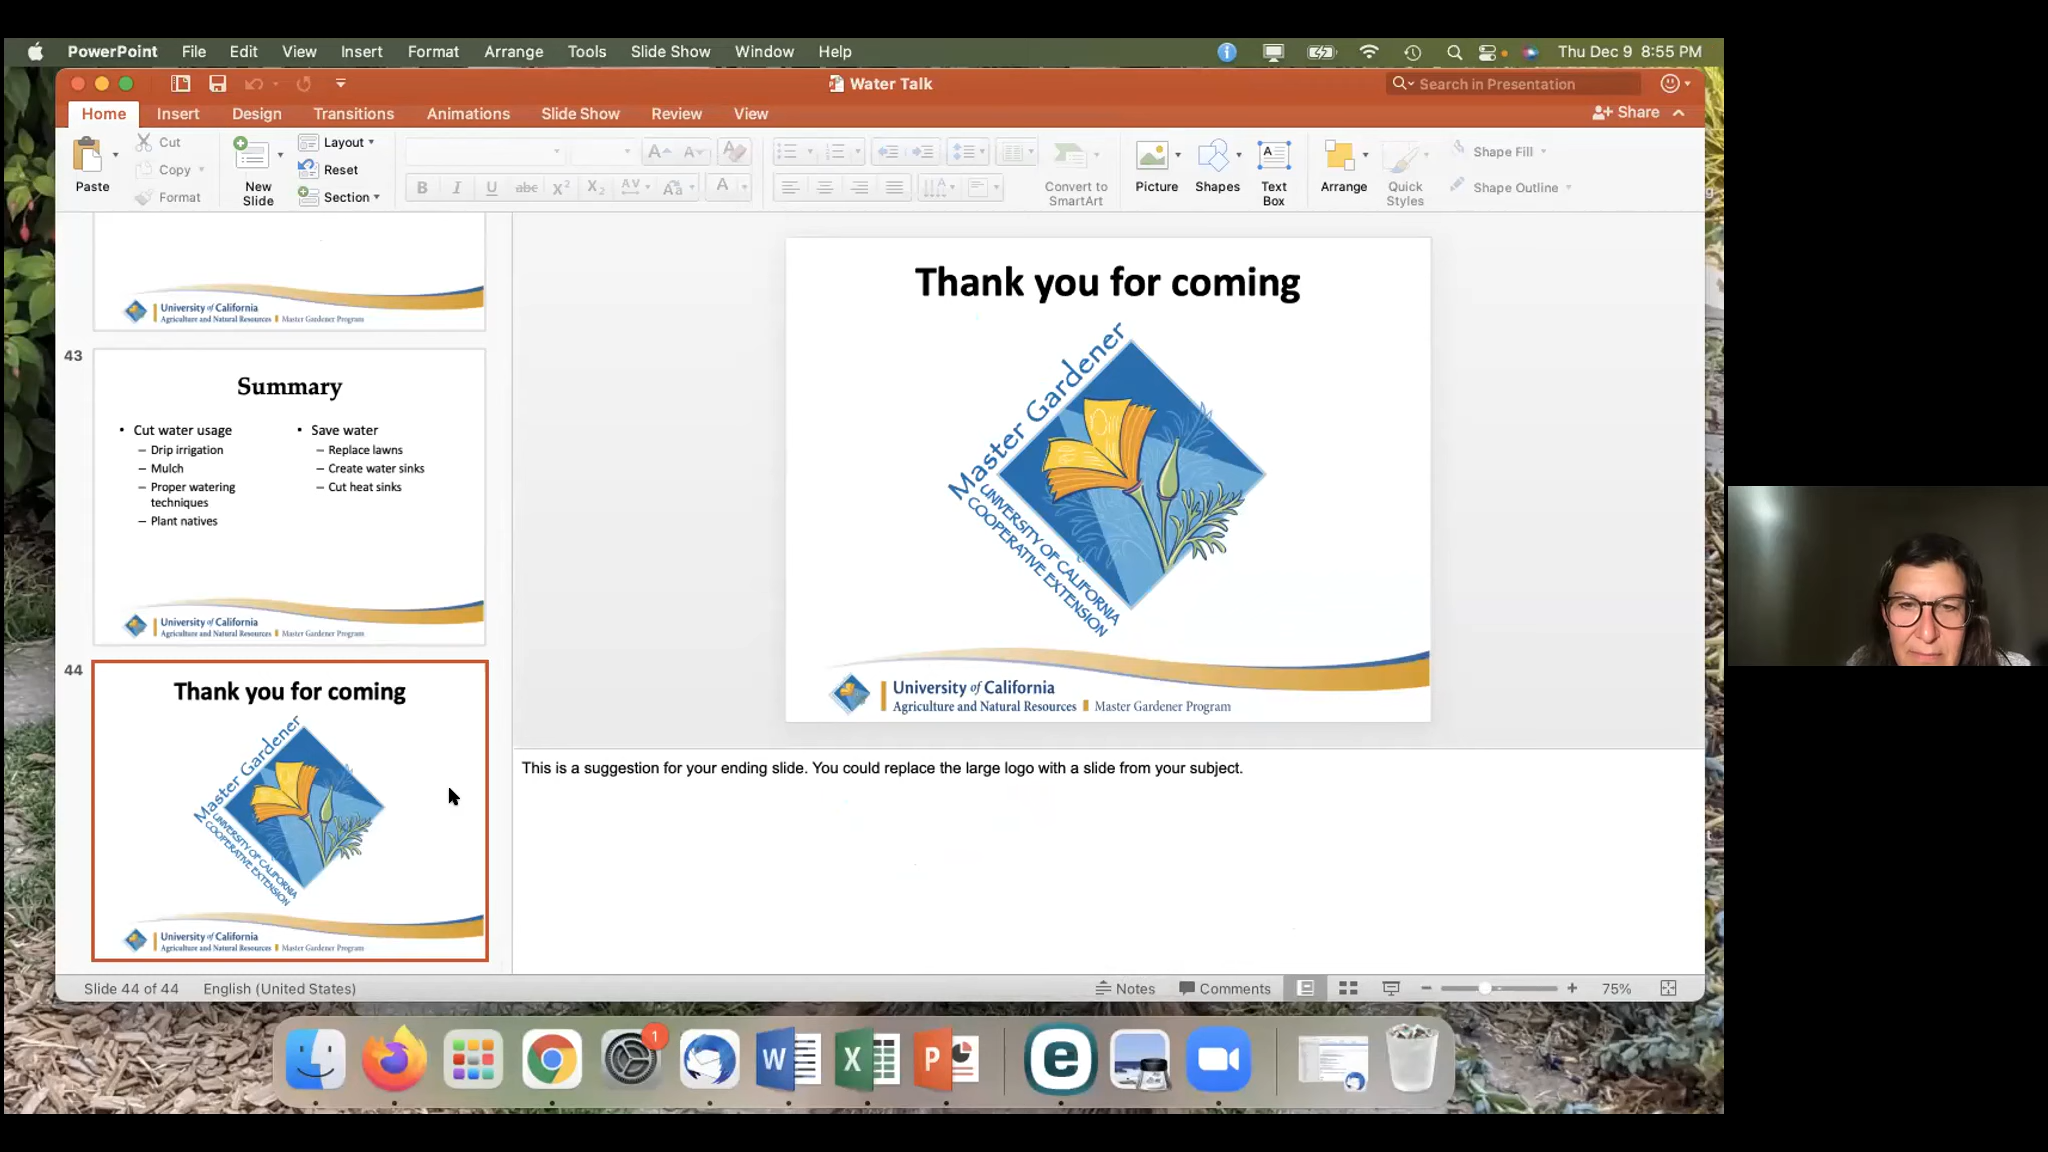 PowerPoint File Edit View Insert Format Arrange Tools Slide Show Window Help Thu Dec 9 8:55 PM
Water Talk
Search in Presentation
Home Insert Design Transitions Animations Slide Show Review View Share
Paste
Cut
Copy
Format
New
Slide
Layout
Reset
Section
Convert to
SmartArt
Picture
Shapes
Text
Box
Arrange
Quick
Styles
Shape Fill
Shape Outline
University of California
Agriculture and Natural Resources Master Gardener Program
43
Summary
• Cut water usage
– Drip irrigation
– Mulch
– Proper watering
techniques
– Plant natives
• Save water
– Replace lawns
– Create water sinks
– Cut heat sinks
University of California
Agriculture and Natural Resources Master Gardener Program
44
Thank you for coming
Master Gardener
UNIVERSITY OF CALIFORNIA
COOPERATIVE EXTENSION
University of California
Agriculture and Natural Resources Master Gardener Program
Thank you for coming
Master Gardener
UNIVERSITY OF CALIFORNIA
COOPERATIVE EXTENSION
University of California
Agriculture and Natural Resources Master Gardener Program
This is a suggestion for your ending slide. You could replace the large logo with a slide from your subject.
Slide 44 of 44 English (United States) Notes Comments 75%
1
W X P e